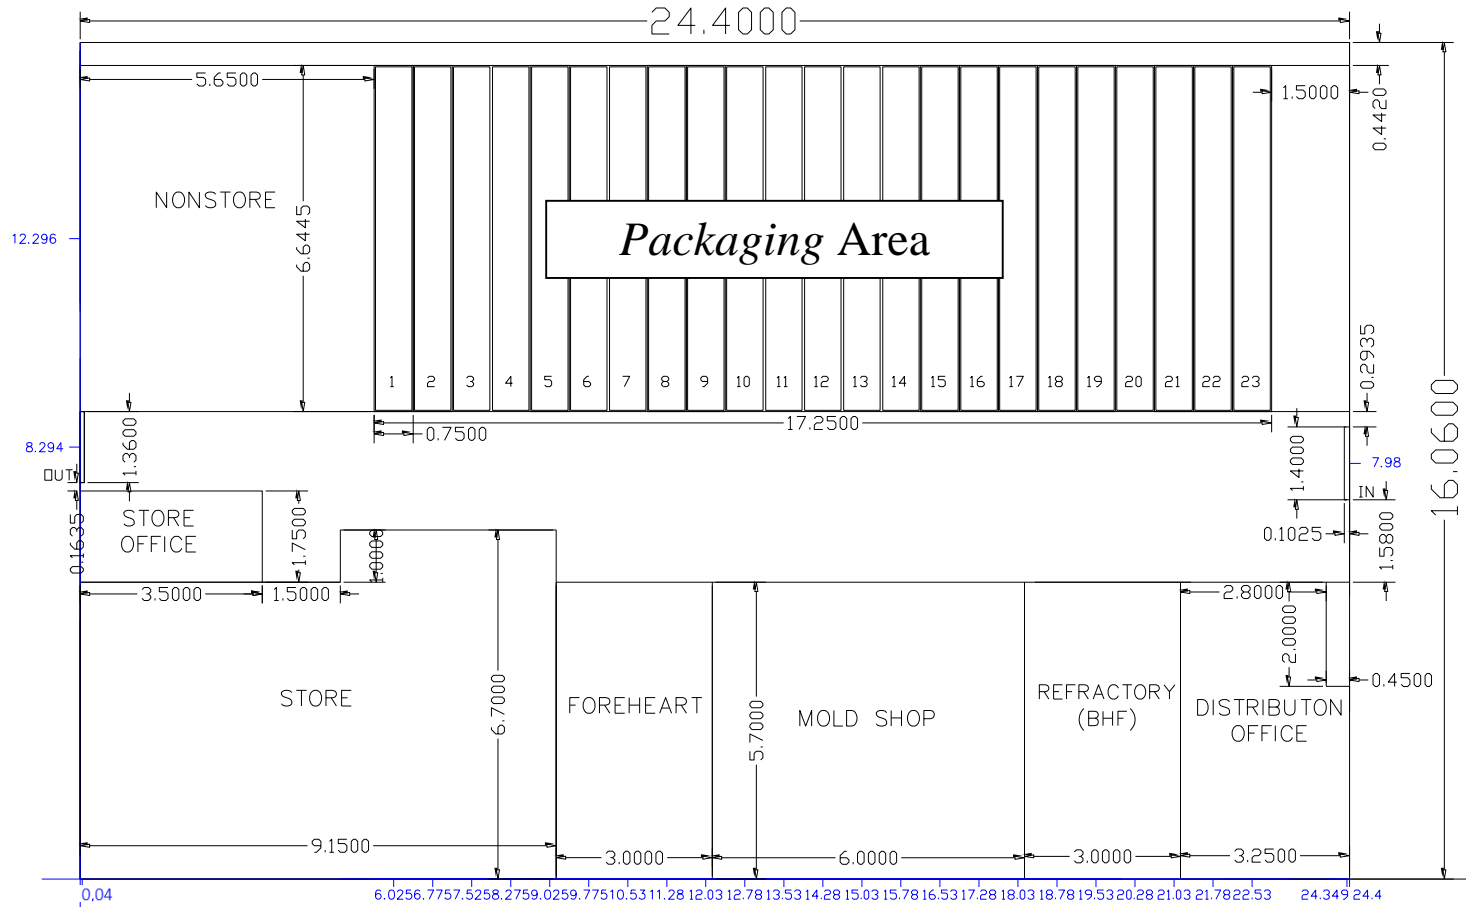 24.4000
5.6500
1.5000
0.4420
NONSTORE
6.6445
Packaging Area
12.296
0.2935
1 2 3 4 5 6 7 8 9 10 11 12 13 14 15 16 17 18 19 20 21 22 23
17.2500
0.7500
16.0600
8.294
1.3600
1.4000
7.98
OUT
IN
0.1635
STORE
OFFICE
1.7500
1.0000
0.1025
1.5800
3.5000
1.5000
2.8000
2.0000
0.4500
STORE
6.7000
FOREHEART
5.7000
MOLD SHOP
REFRACTORY
(BHF)
DISTRIBUTON
OFFICE
9.1500
3.0000
6.0000
3.0000
3.2500
0,04 6.025 6.775 7.525 8.275 9.025 9.775 10.53 11.28 12.03 12.78 13.53 14.28 15.03 15.78 16.53 17.28 18.03 18.78 19.53 20.28 21.03 21.78 22.53 24.349 24.4